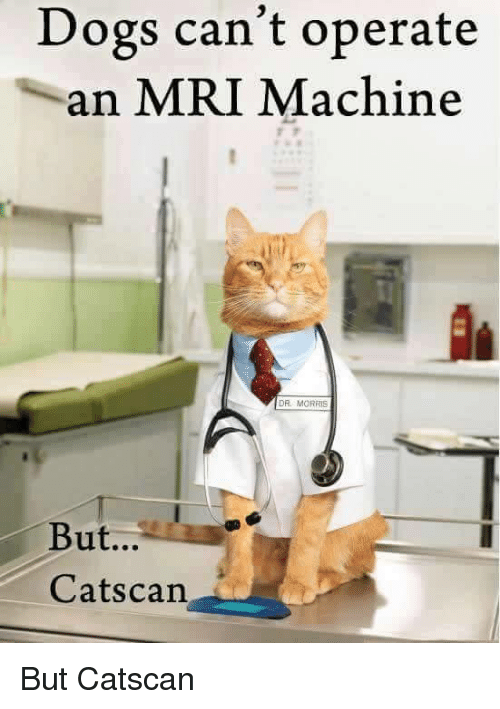 Dogs can't operate
an MRI Machine
DR. MORRIS
But...
Catscan
But Catscan